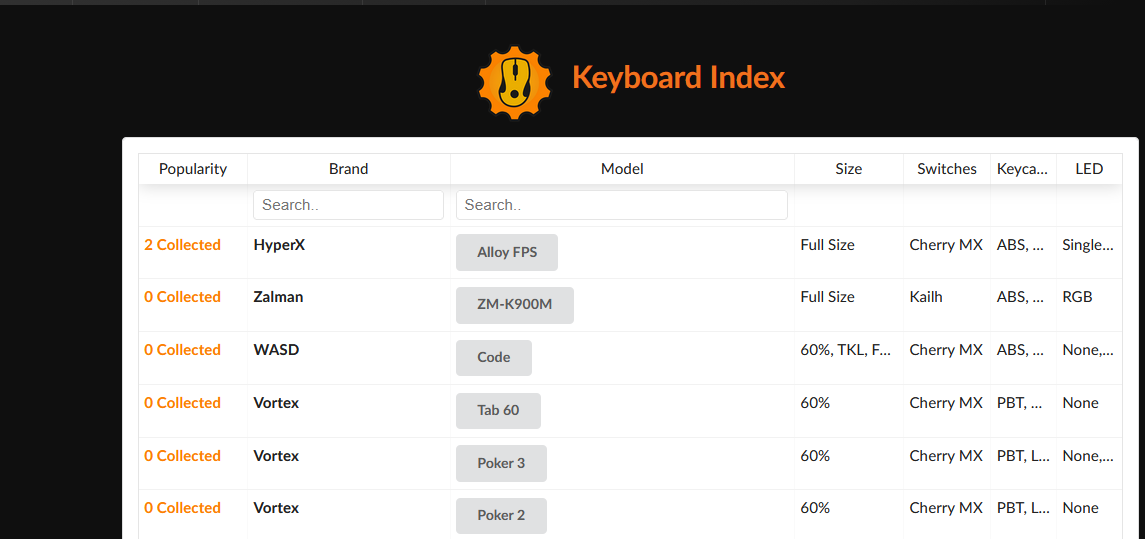 Keyboard Index
Popularity Brand Model Size Switches Keyca... LED
Search.. Search..
2 Collected HyperX Alloy FPS Full Size Cherry MX ABS, ... Single...
0 Collected Zalman ZM-K900M Full Size Kailh ABS, ... RGB
0 Collected WASD Code 60%, TKL, F... Cherry MX ABS, ... None,...
0 Collected Vortex Tab 60 60% Cherry MX PBT, ... None
0 Collected Vortex Poker 3 60% Cherry MX PBT, L... None,...
0 Collected Vortex Poker 2 60% Cherry MX PBT, L... None